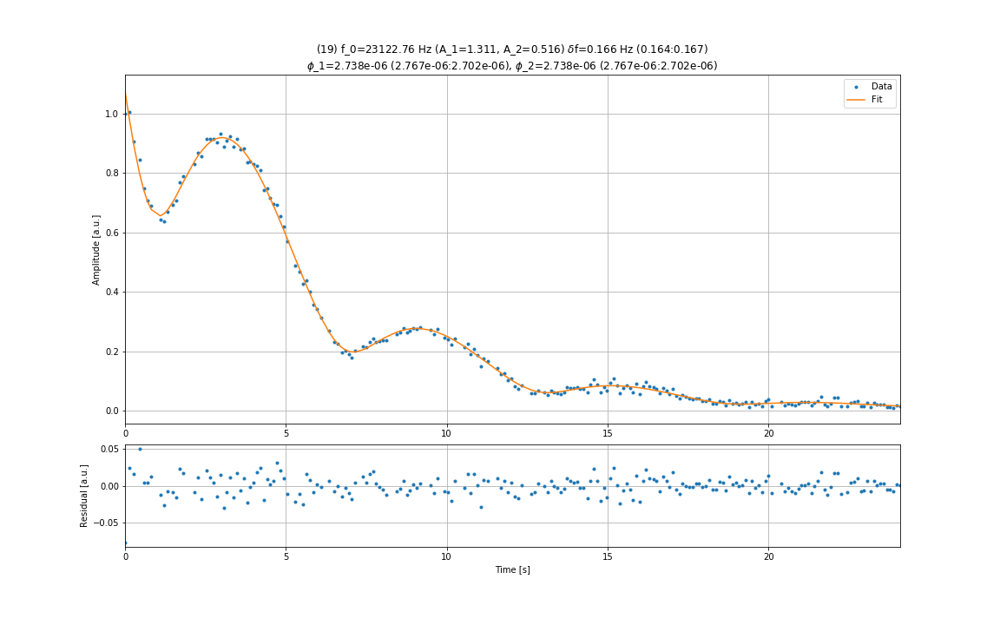 (19) f_0=23122.76 Hz (A_1=1.311, A_2=0.516) δf=0.166 Hz (0.164:0.167)
ϕ_1=2.738e-06 (2.767e-06:2.702e-06), ϕ_2=2.738e-06 (2.767e-06:2.702e-06)
Data
Fit
Amplitude [a.u.]
1.0
0.8
0.6
0.4
0.2
0.0
0 5 10 15 20
Residual [a.u.]
0.05
0.00
−0.05
0 5 10 15 20
Time [s]